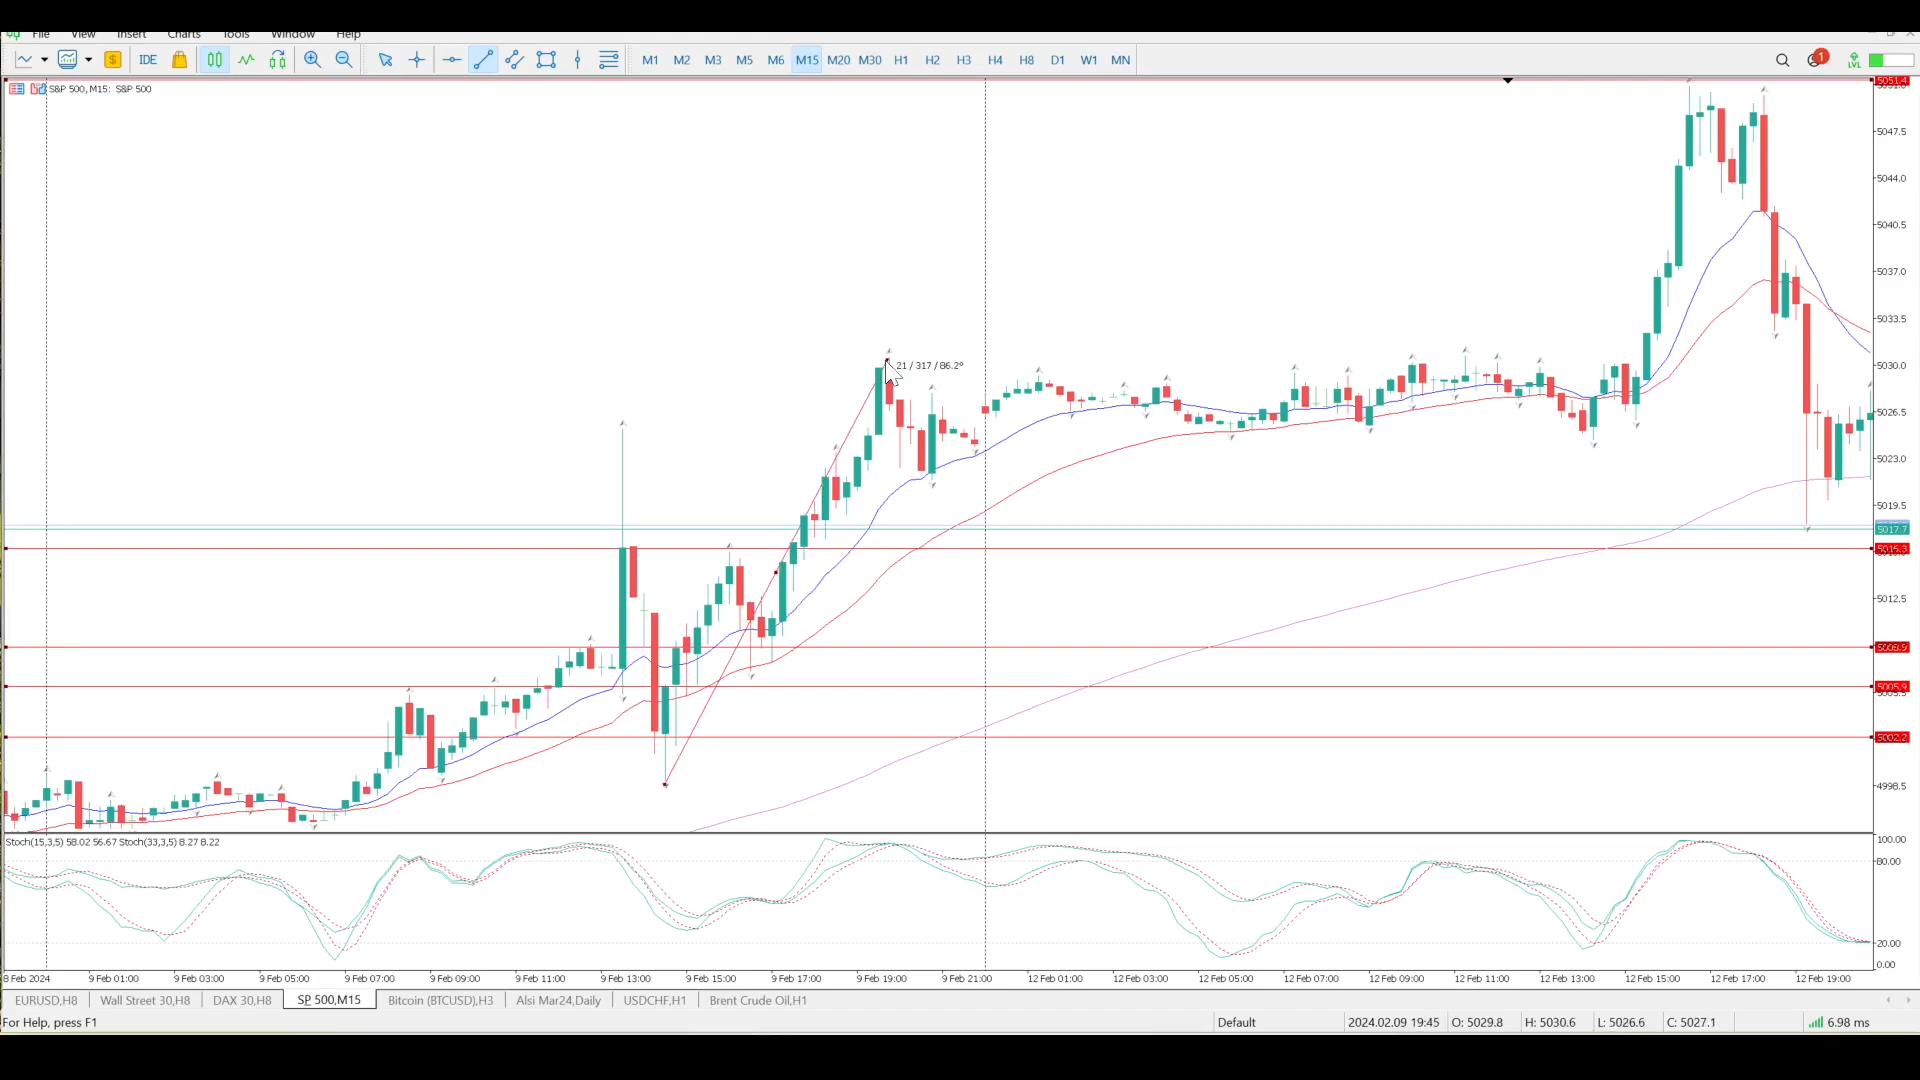 File View Insert Charts Tools Window Help
IDE M1 M2 M3 M5 M6 M15 M20 M30 H1 H2 H3 H4 H8 D1 W1 MN 1 LVL
S&P 500, M15: S&P 500
5051.4
5047.5
5044.0
5040.5
5037.0
5033.5
21 / 317 / 86.2°
5030.0
5026.5
5023.0
5019.5
5017.7
5015.3
5012.5
5005.9
5002.2
4998.5
Stoch(15,3,5) 58.02 56.67 Stoch(33,3,5) 8.27 8.22
100.00
80.00
20.00
0.00
8 Feb 2024 9 Feb 01:00 9 Feb 03:00 9 Feb 05:00 9 Feb 07:00 9 Feb 09:00 9 Feb 11:00 9 Feb 13:00 9 Feb 15:00 9 Feb 17:00 9 Feb 19:00 9 Feb 21:00 12 Feb 01:00 12 Feb 03:00 12 Feb 05:00 12 Feb 07:00 12 Feb 09:00 12 Feb 11:00 12 Feb 13:00 12 Feb 15:00 12 Feb 17:00 12 Feb 19:00
EURUSD,H8 Wall Street 30,H8 DAX 30,H8 SP 500,M15 Bitcoin (BTCUSD),H3 Alsi Mar24,Daily USDCHF,H1 Brent Crude Oil,H1
For Help, press F1 Default 2024.02.09 19:45 O: 5029.8 H: 5030.6 L: 5026.6 C: 5027.1 6.98 ms